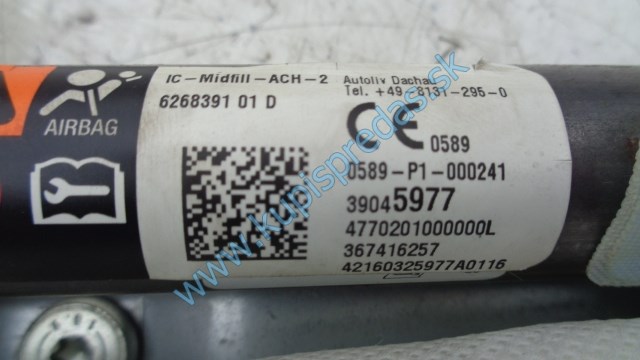 IC-Midfill-ACH-2
6268391 01 D
Autoliv Dachau
Tel. +49-8131-295-0
AIRBAG
CE 0589
0589-P1-000241
39045977
4770201000000L
367416257
42160325977A0116
www.kupispredas.sk